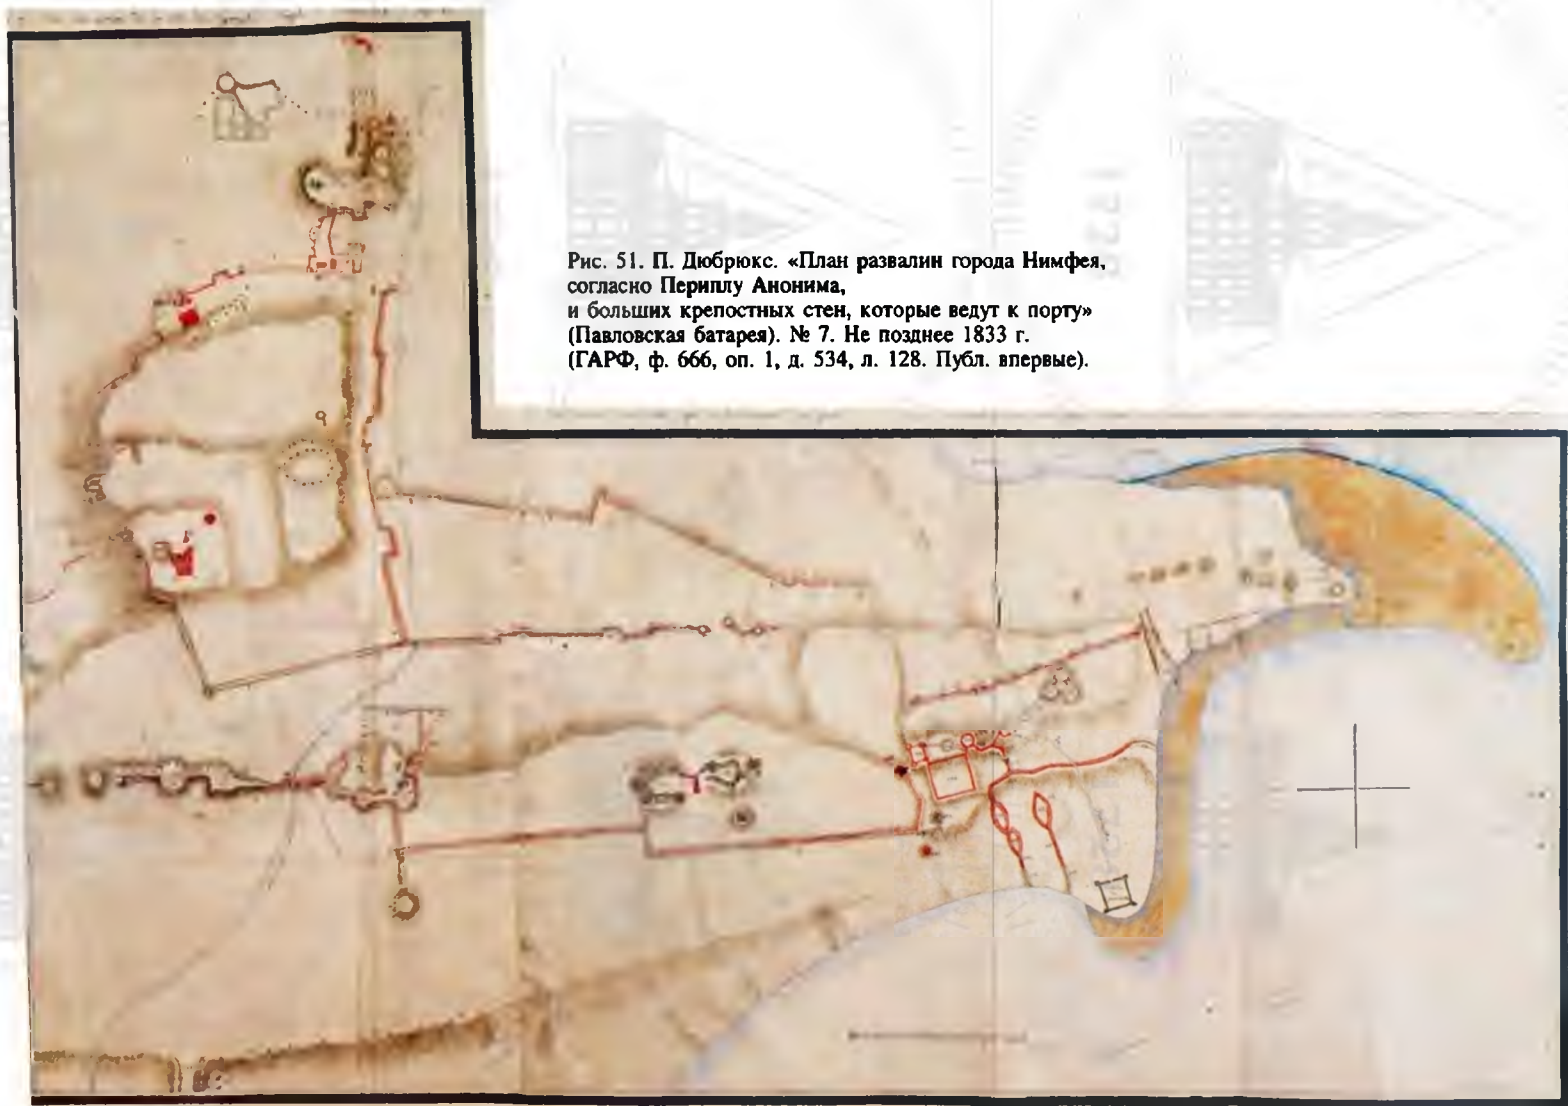 Рис. 51. П. Дюбрюкс. «План развалин города Нимфея,
согласно Периплу Анонима,
и больших крепостных стен, которые ведут к порту»
(Павловская батарея). № 7. Не позднее 1833 г.
(ГАРФ, ф. 666, оп. 1, д. 534, л. 128. Публ. впервые).